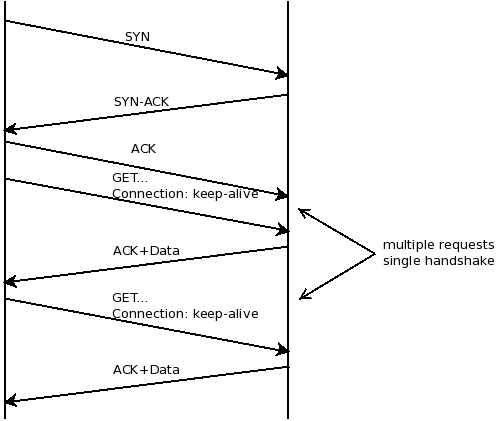 SYN
SYN-ACK
ACK
GET...
Connection: keep-alive
ACK+Data
multiple requests
single handshake
GET...
Connection: keep-alive
ACK+Data